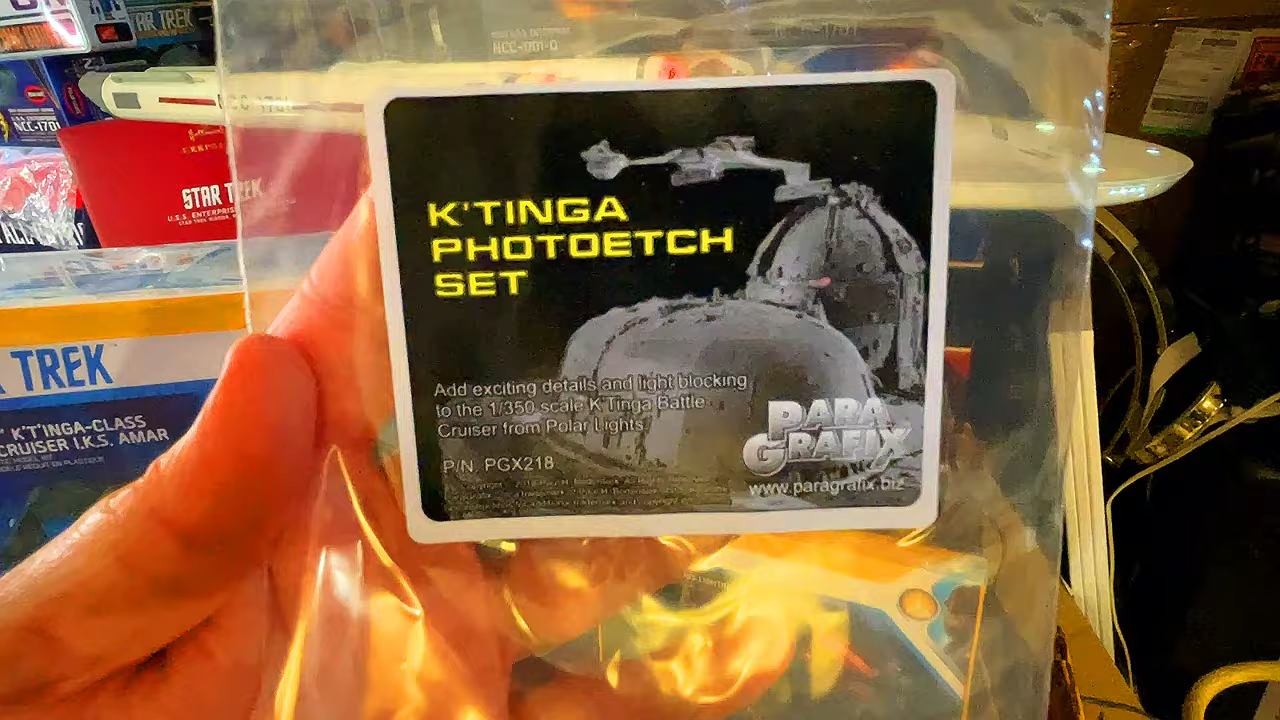 STAR TREK
NCC-1701
STAR TREK
U.S.S. ENTERPRISE
TREK
K'TINGA-CLASS
CRUISER I.K.S. AMAR
K'TINGA
PHOTOETCH
SET
Add exciting details and light blocking
to the 1/350 scale K'Tinga Battle
Cruiser from Polar Lights.
P/N. PGX218
PARA
GRAFIX
www.paragrafix.biz